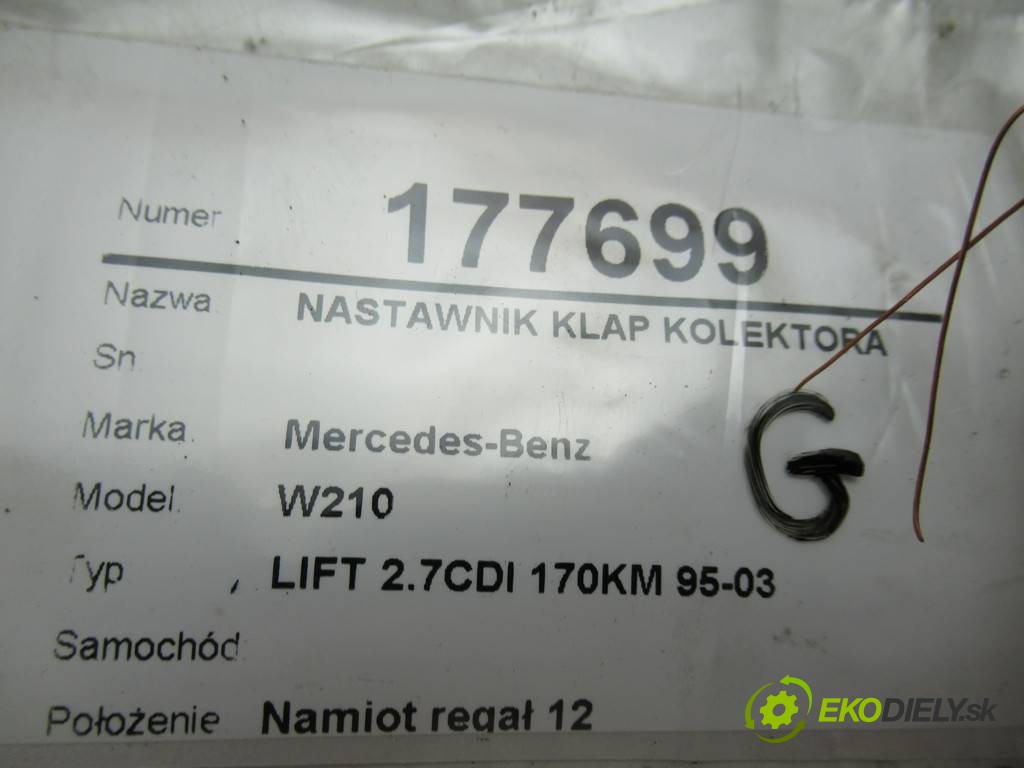 Numer 177699
Nazwa NASTAWNIK KLAP KOLEKTORA
Sn
Marka Mercedes-Benz
Model W210
Typ , LIFT 2.7CDI 170KM 95-03
Samochód
Położenie Namiot regał 12
G
EKODIELY.sk